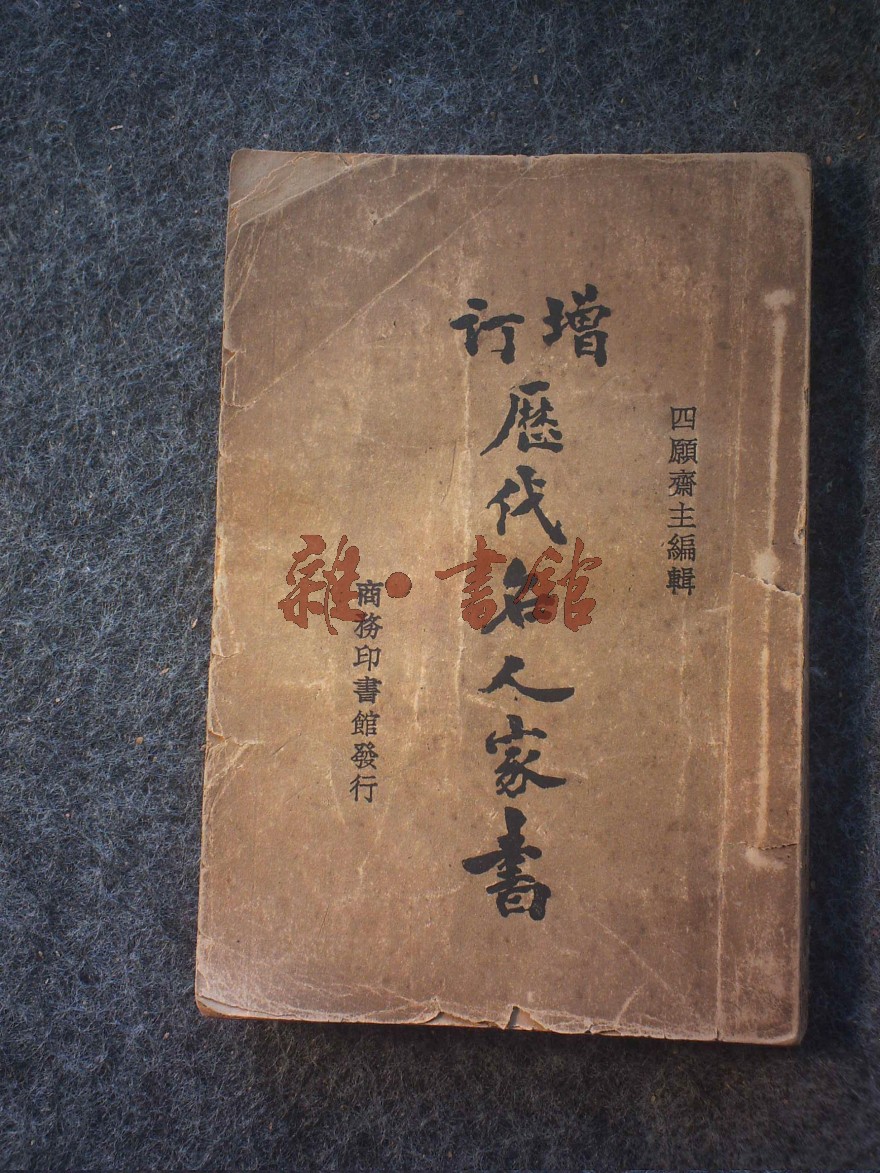 四願齋主編輯
增訂
歷代名人家書
商務印書館發行
雜·書館